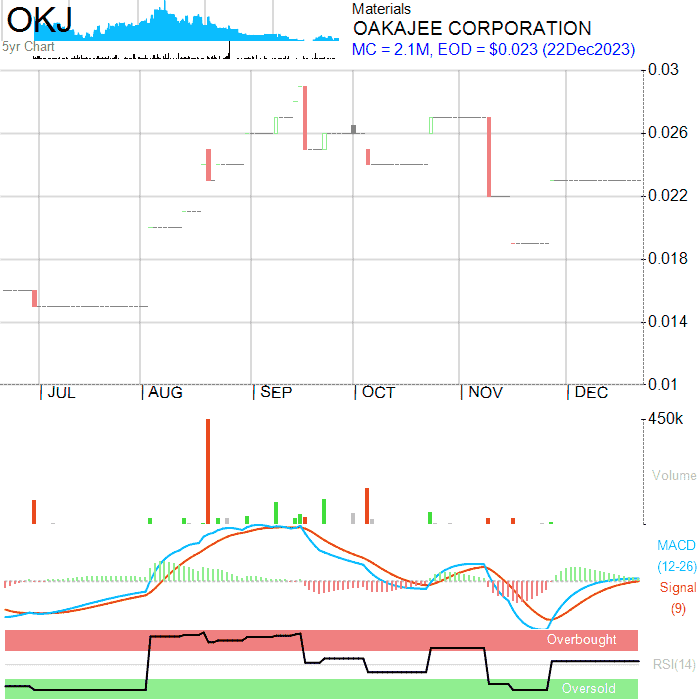 OKJ
5yr Chart
Materials
OAKAJEE CORPORATION
MC = 2.1M, EOD = $0.023 (22Dec2023)
0.03
0.026
0.022
0.018
0.014
0.01
JUL
AUG
SEP
OCT
NOV
DEC
450k
Volume
MACD
(12-26)
Signal
(9)
Overbought
RSI(14)
Oversold